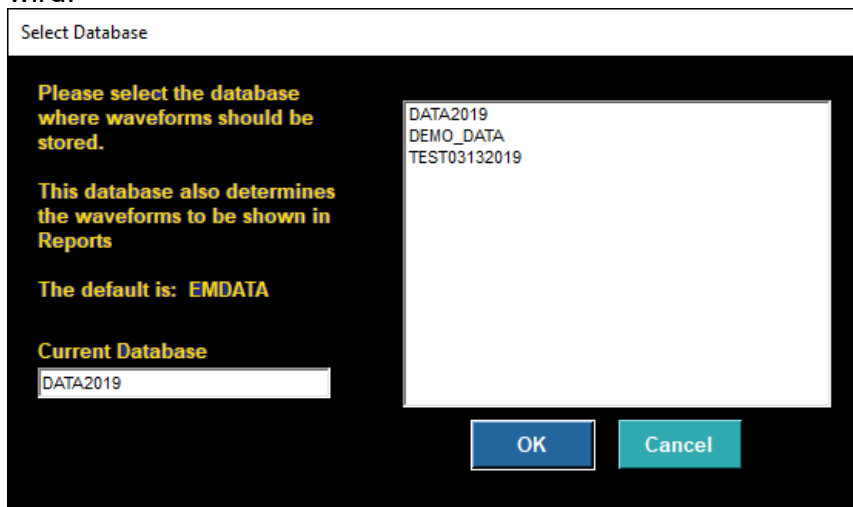 wird.
Select Database
Please select the database
where waveforms should be
stored.
This database also determines
the waveforms to be shown in
Reports
The default is: EMDATA
Current Database
DATA2019
DATA2019
DEMO_DATA
TEST03132019
OK
Cancel